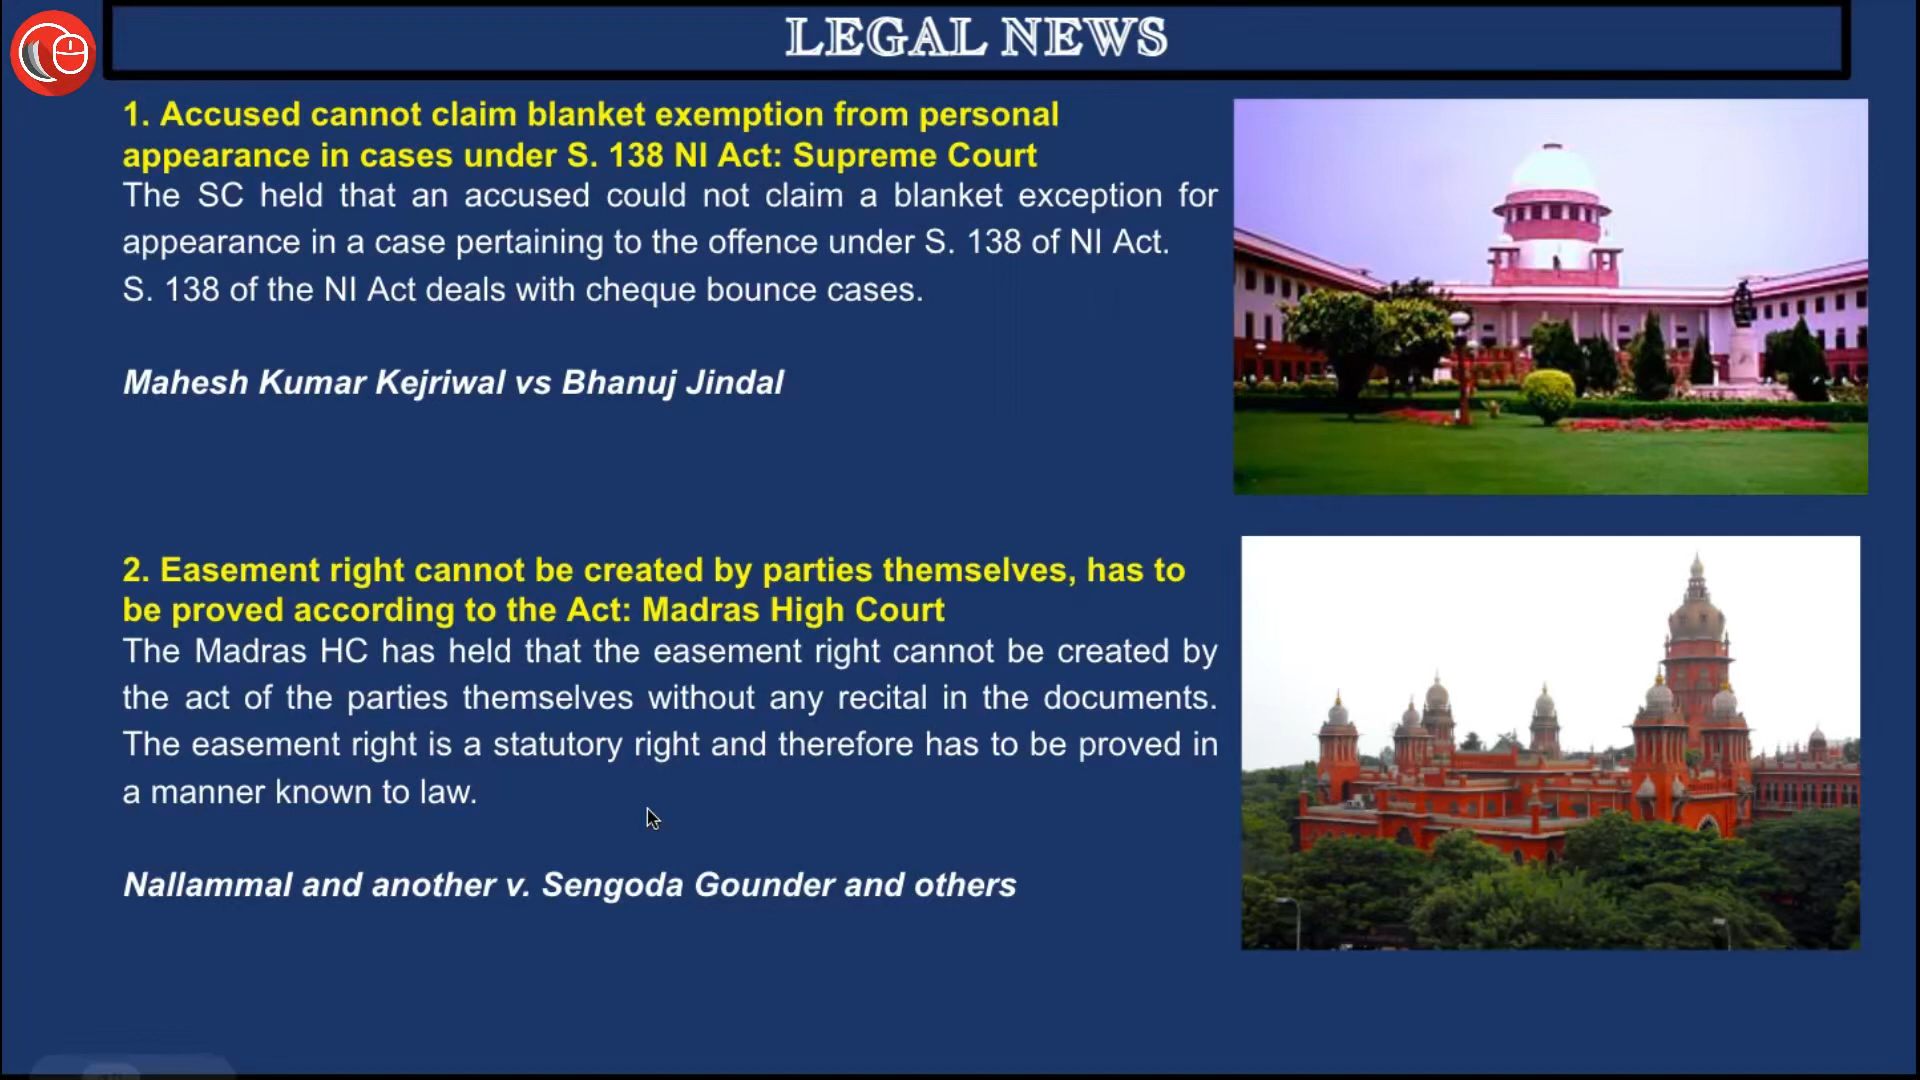 LEGAL NEWS
1. Accused cannot claim blanket exemption from personal
appearance in cases under S. 138 NI Act: Supreme Court
The SC held that an accused could not claim a blanket exception for
appearance in a case pertaining to the offence under S. 138 of NI Act.
S. 138 of the NI Act deals with cheque bounce cases.
Mahesh Kumar Kejriwal vs Bhanuj Jindal
2. Easement right cannot be created by parties themselves, has to
be proved according to the Act: Madras High Court
The Madras HC has held that the easement right cannot be created by
the act of the parties themselves without any recital in the documents.
The easement right is a statutory right and therefore has to be proved in
a manner known to law.
Nallammal and another v. Sengoda Gounder and others